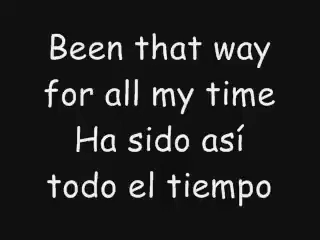 Been that way
for all my time
Ha sido así
todo el tiempo